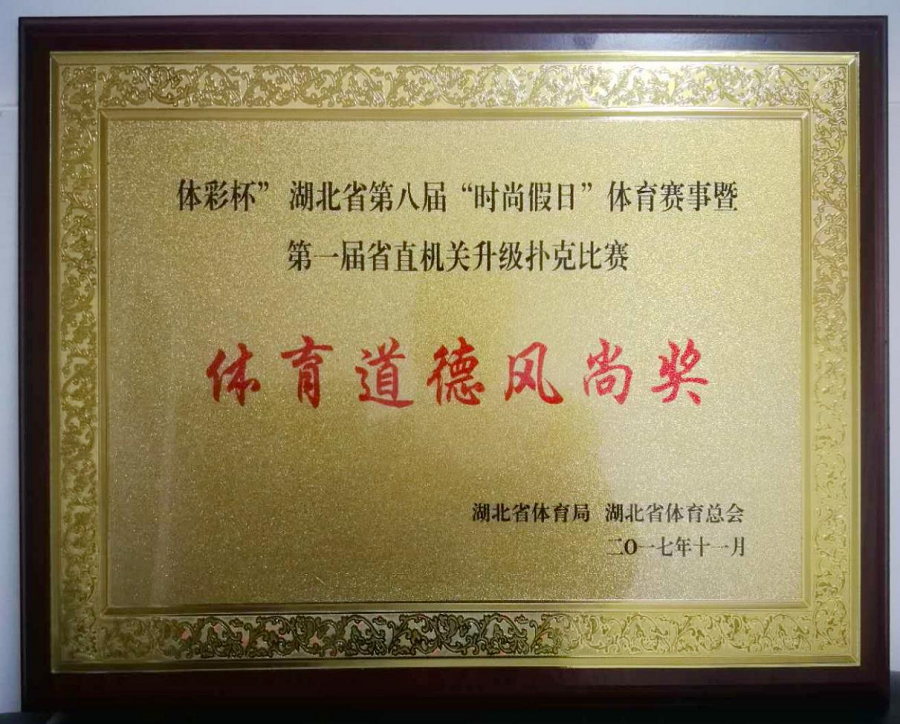 体彩杯” 湖北省第八届“时尚假日”体育赛事暨
第一届省直机关升级扑克比赛
体育道德风尚奖
湖北省体育局 湖北省体育总会
二〇一七年十一月